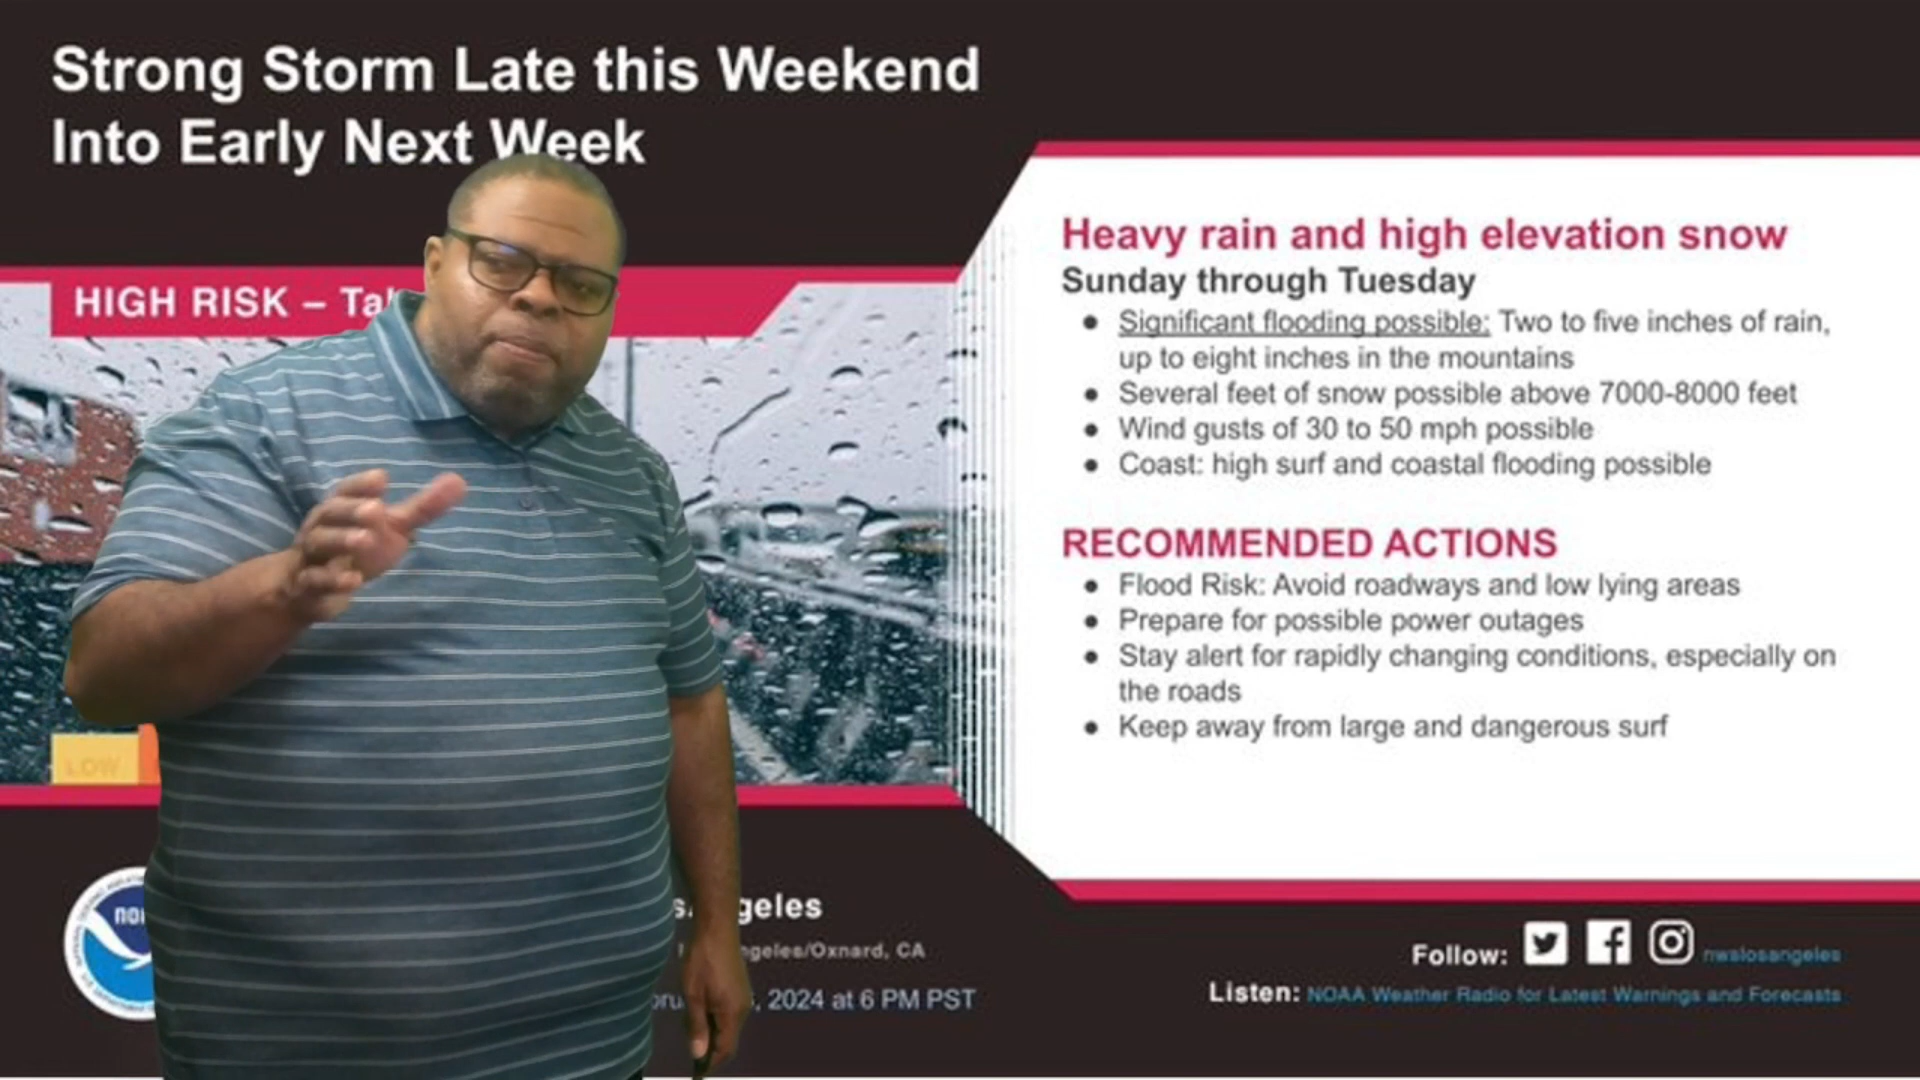 Strong Storm Late this Weekend
Into Early Next Week
HIGH RISK –
Heavy rain and high elevation snow
Sunday through Tuesday
● Significant flooding possible: Two to five inches of rain,
up to eight inches in the mountains
● Several feet of snow possible above 7000-8000 feet
● Wind gusts of 30 to 50 mph possible
● Coast: high surf and coastal flooding possible
RECOMMENDED ACTIONS
● Flood Risk: Avoid roadways and low lying areas
● Prepare for possible power outages
● Stay alert for rapidly changing conditions, especially on
the roads
● Keep away from large and dangerous surf
LOW
geles
ngeles/Oxnard, CA
, 2024 at 6 PM PST
Follow: nwslosangeles
Listen: NOAA Weather Radio for Latest Warnings and Forecasts